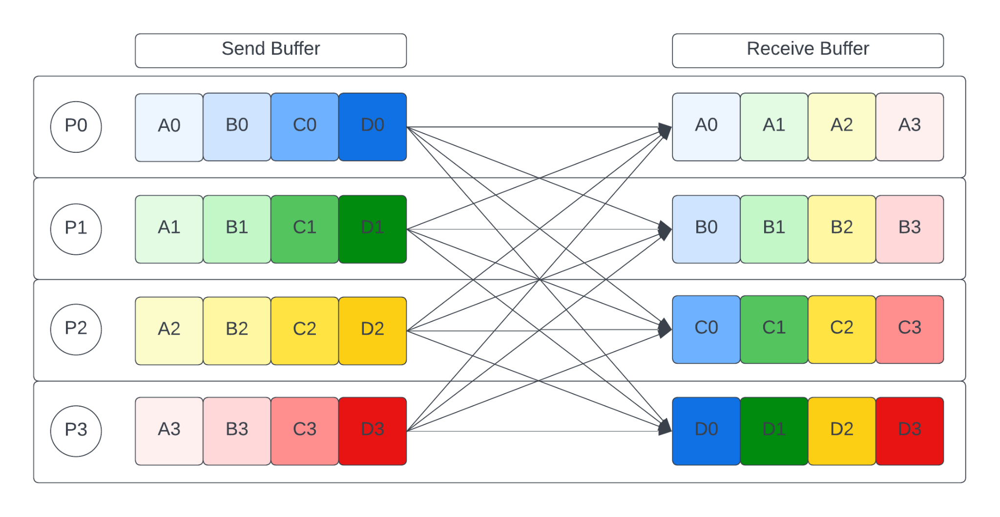 Send Buffer Receive Buffer
P0 A0 B0 C0 D0 A0 A1 A2 A3
P1 A1 B1 C1 D1 B0 B1 B2 B3
P2 A2 B2 C2 D2 C0 C1 C2 C3
P3 A3 B3 C3 D3 D0 D1 D2 D3